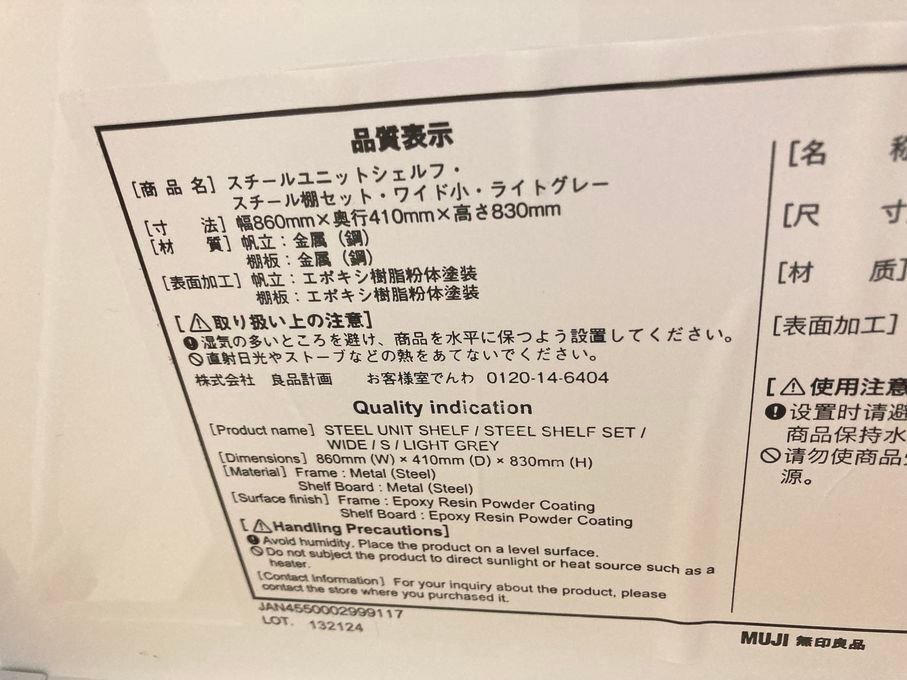 品質表示
[商 品 名] スチールユニットシェルフ・
スチール棚セット・ワイド小・ライトグレー
[寸 法] 幅860mm×奥行410mm×高さ830mm
[材 質] 帆立：金属（鋼）
棚板：金属（鋼）
[表面加工] 帆立：エポキシ樹脂粉体塗装
棚板：エポキシ樹脂粉体塗装
[⚠取り扱い上の注意]
❶湿気の多いところを避け、商品を水平に保つよう設置してください。
🛇直射日光やストーブなどの熱をあてないでください。
株式会社 良品計画 お客様室でんわ 0120-14-6404
Quality indication
[Product name] STEEL UNIT SHELF / STEEL SHELF SET /
WIDE / S / LIGHT GREY
[Dimensions] 860mm (W) × 410mm (D) × 830mm (H)
[Material] Frame : Metal (Steel)
Shelf Board : Metal (Steel)
[Surface finish] Frame : Epoxy Resin Powder Coating
Shelf Board : Epoxy Resin Powder Coating
[⚠Handling Precautions]
❶Avoid humidity. Place the product on a level surface.
🛇Do not subject the product to direct sunlight or heat source such as a
heater.
[Contact Information] For your inquiry about the product, please
contact the store where you purchased it.
JAN4550002999117
LOT. 132124
[名 称
[尺 寸
[材 质]
[表面加工]
[⚠使用注意
❶设置时请避
商品保持水
🛇请勿使商品
源。
MUJI 無印良品